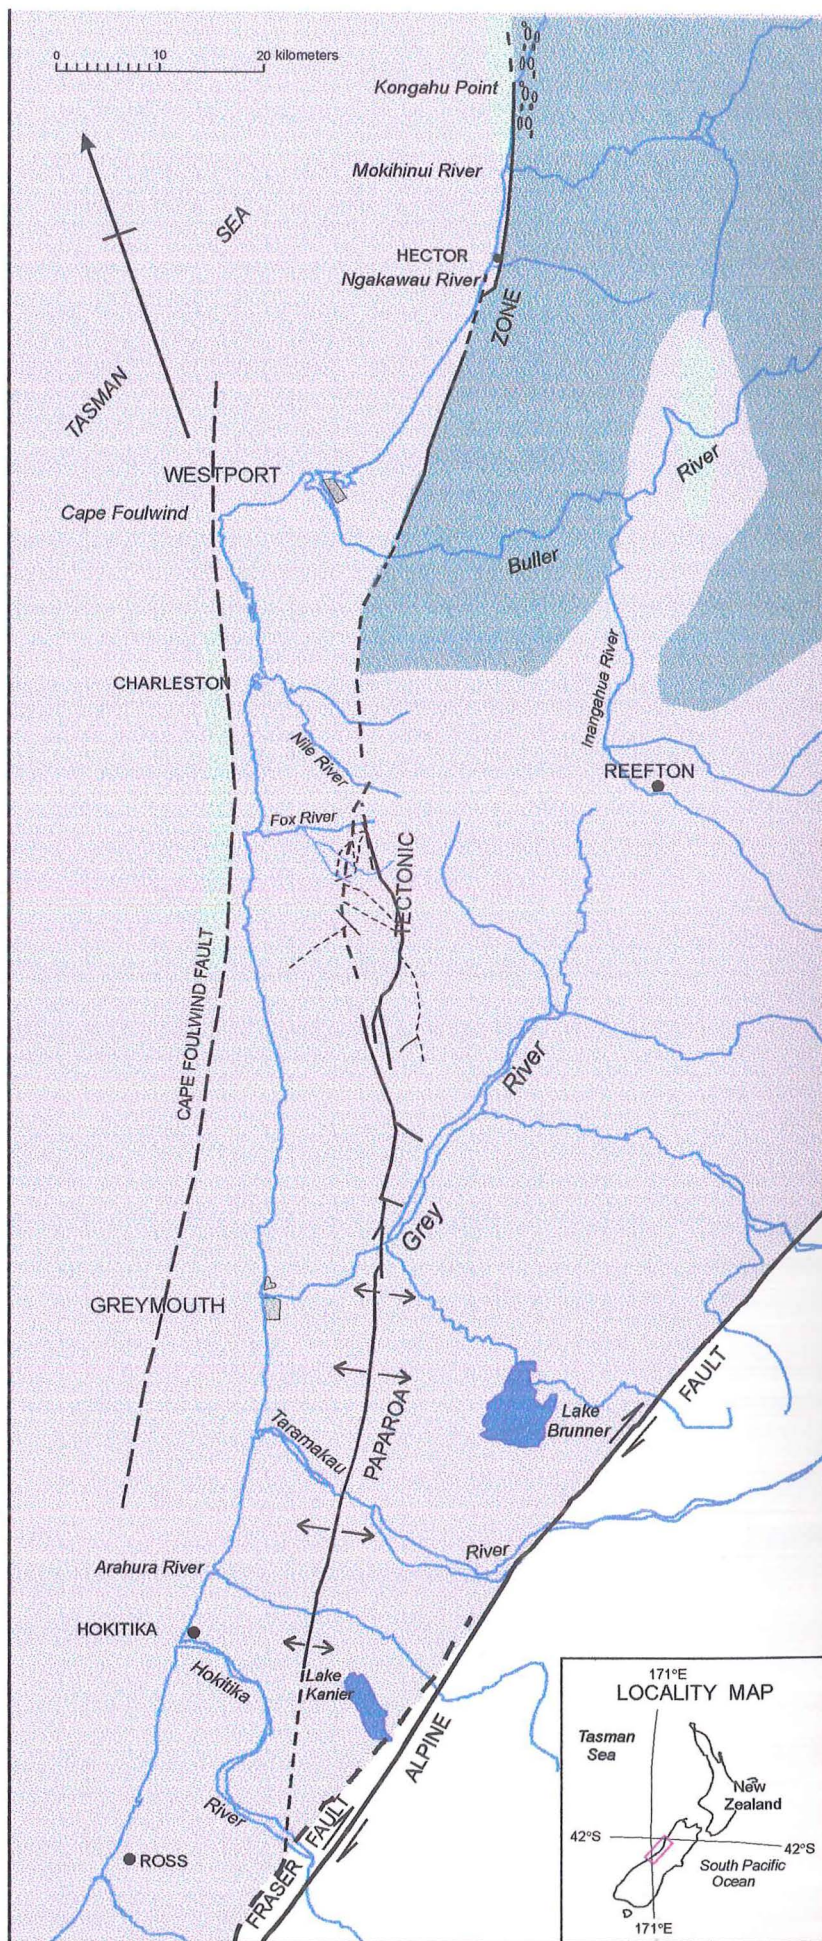 0
10
20 kilometers
Kongahu Point
Mokihinui River
SEA
HECTOR
Ngakawau River
ZONE
TASMAN
WESTPORT
River
Cape Foulwind
Buller
CHARLESTON
Inangahua River
Nile River
REEFTON
Fox River
TECTONIC
CAPE FOULWIND FAULT
River
Grey
GREYMOUTH
FAULT
Lake
Brunner
PAPAROA
Taramakau
River
Arahura River
HOKITIKA
Hokitika
Lake
Kanier
ALPINE
River
FAULT
FRASER
ROSS
171°E
LOCALITY MAP
Tasman
Sea
New
Zealand
42°S
42°S
South Pacific
Ocean
171°E